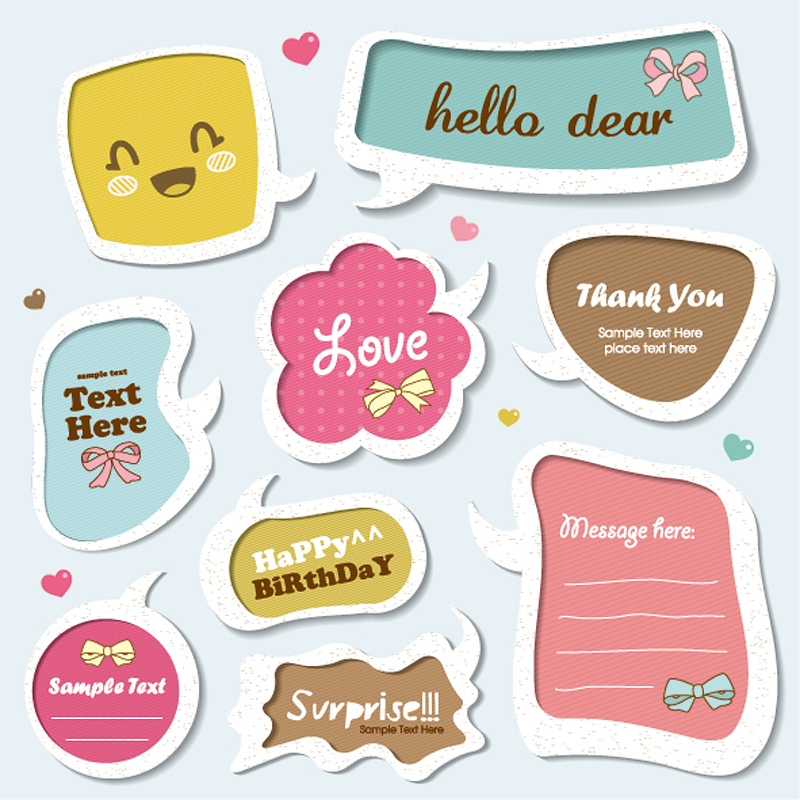 hello dear
Thank You
Sample Text Here
place text here
Love
sample text
Text
Here
HaPPy^^
BiRthDaY
Message here:
Sample Text
Surprise!!!
Sample Text Here